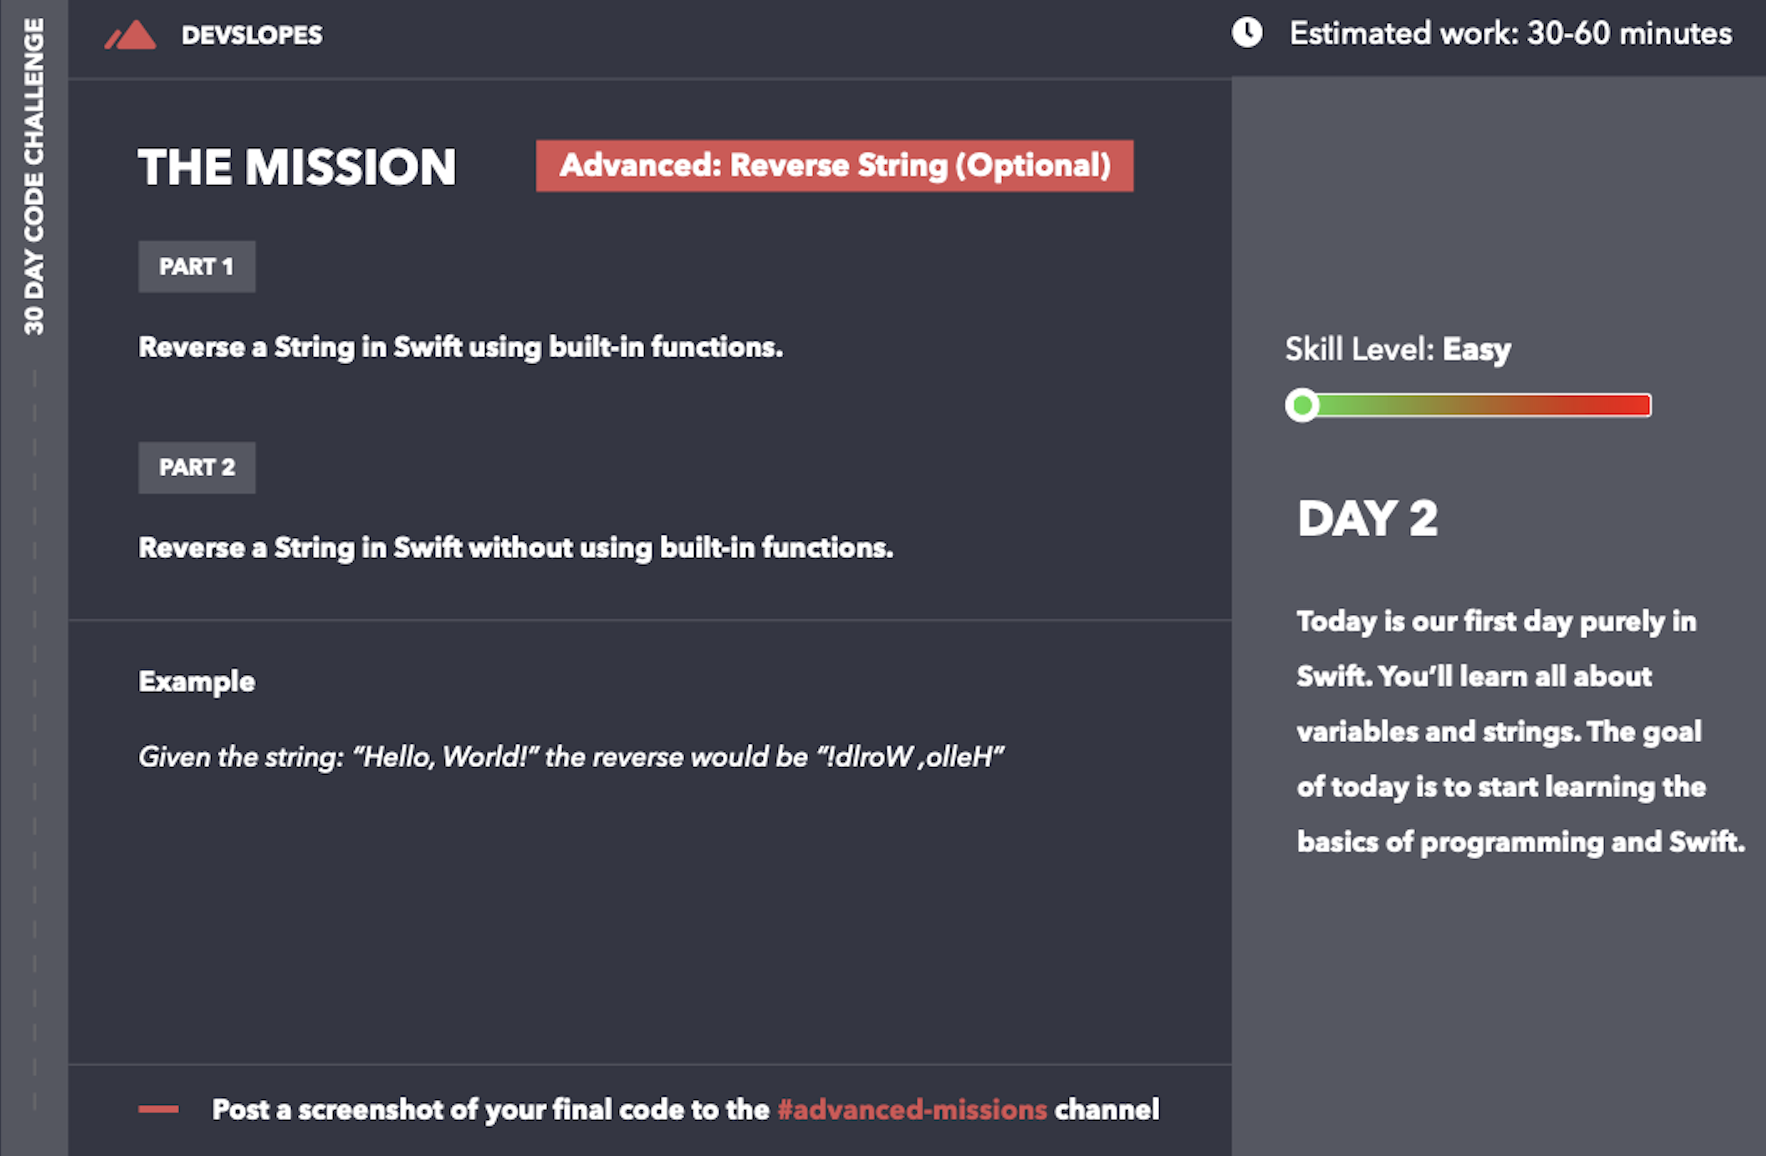 30 DAY CODE CHALLENGE
DEVSLOPES
Estimated work: 30-60 minutes
THE MISSION
Advanced: Reverse String (Optional)
PART 1
Reverse a String in Swift using built-in functions.
PART 2
Reverse a String in Swift without using built-in functions.
Example
Given the string: “Hello, World!” the reverse would be “!dlroW ,olleH”
Post a screenshot of your final code to the #advanced-missions channel
Skill Level: Easy
DAY 2
Today is our first day purely in
Swift. You’ll learn all about
variables and strings. The goal
of today is to start learning the
basics of programming and Swift.